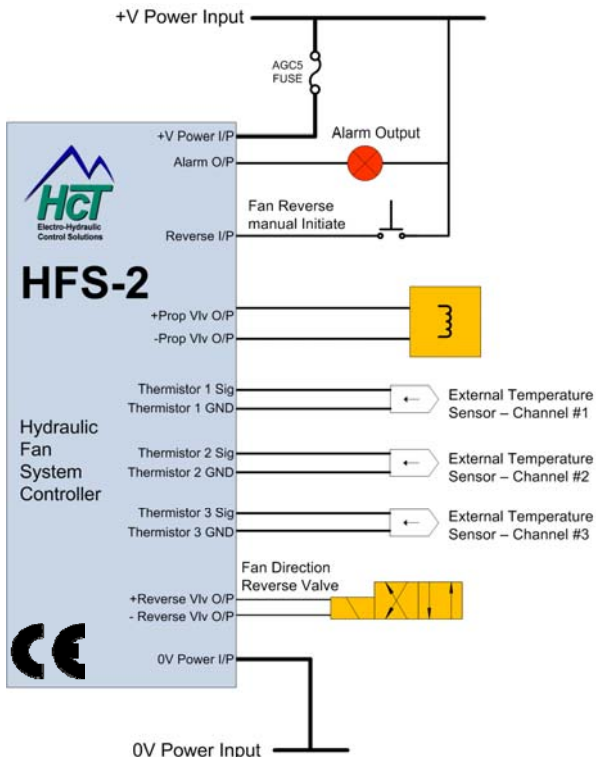 +V Power Input
AGC5
FUSE
+V Power I/P
Alarm Output
Alarm O/P
HCT
Electro-Hydraulic
Control Solutions
Fan Reverse
manual Initiate
Reverse I/P
HFS-2
+Prop Vlv O/P
-Prop Vlv O/P
Thermistor 1 Sig
Thermistor 1 GND
External Temperature
Sensor – Channel #1
Hydraulic
Fan
System
Controller
Thermistor 2 Sig
Thermistor 2 GND
External Temperature
Sensor – Channel #2
Thermistor 3 Sig
Thermistor 3 GND
External Temperature
Sensor – Channel #3
Fan Direction
Reverse Valve
+Reverse Vlv O/P
- Reverse Vlv O/P
CE
0V Power I/P
0V Power Input